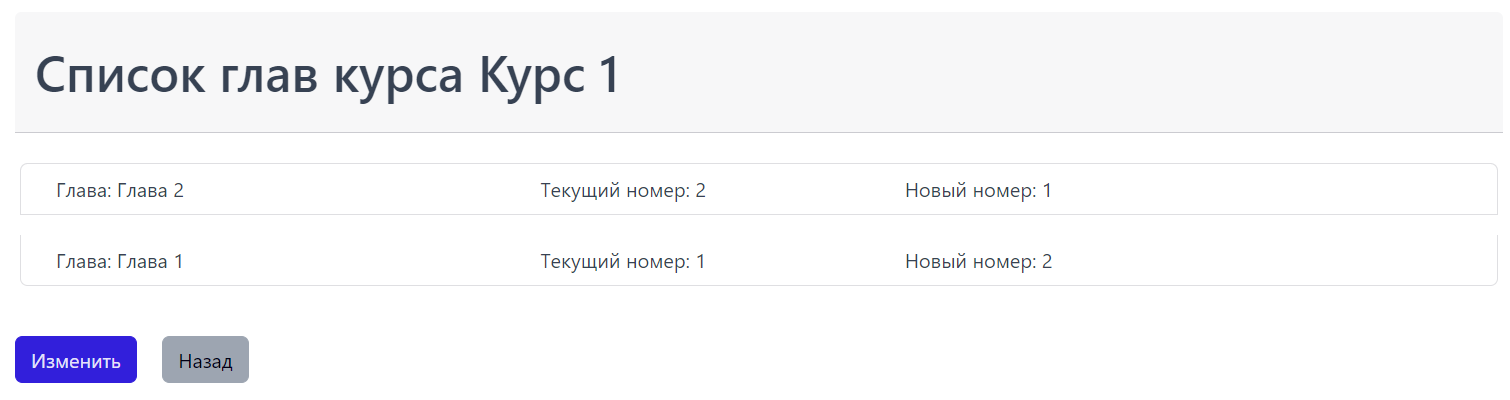 Список глав курса Курс 1
Глава: Глава 2 Текущий номер: 2 Новый номер: 1
Глава: Глава 1 Текущий номер: 1 Новый номер: 2
Изменить Назад